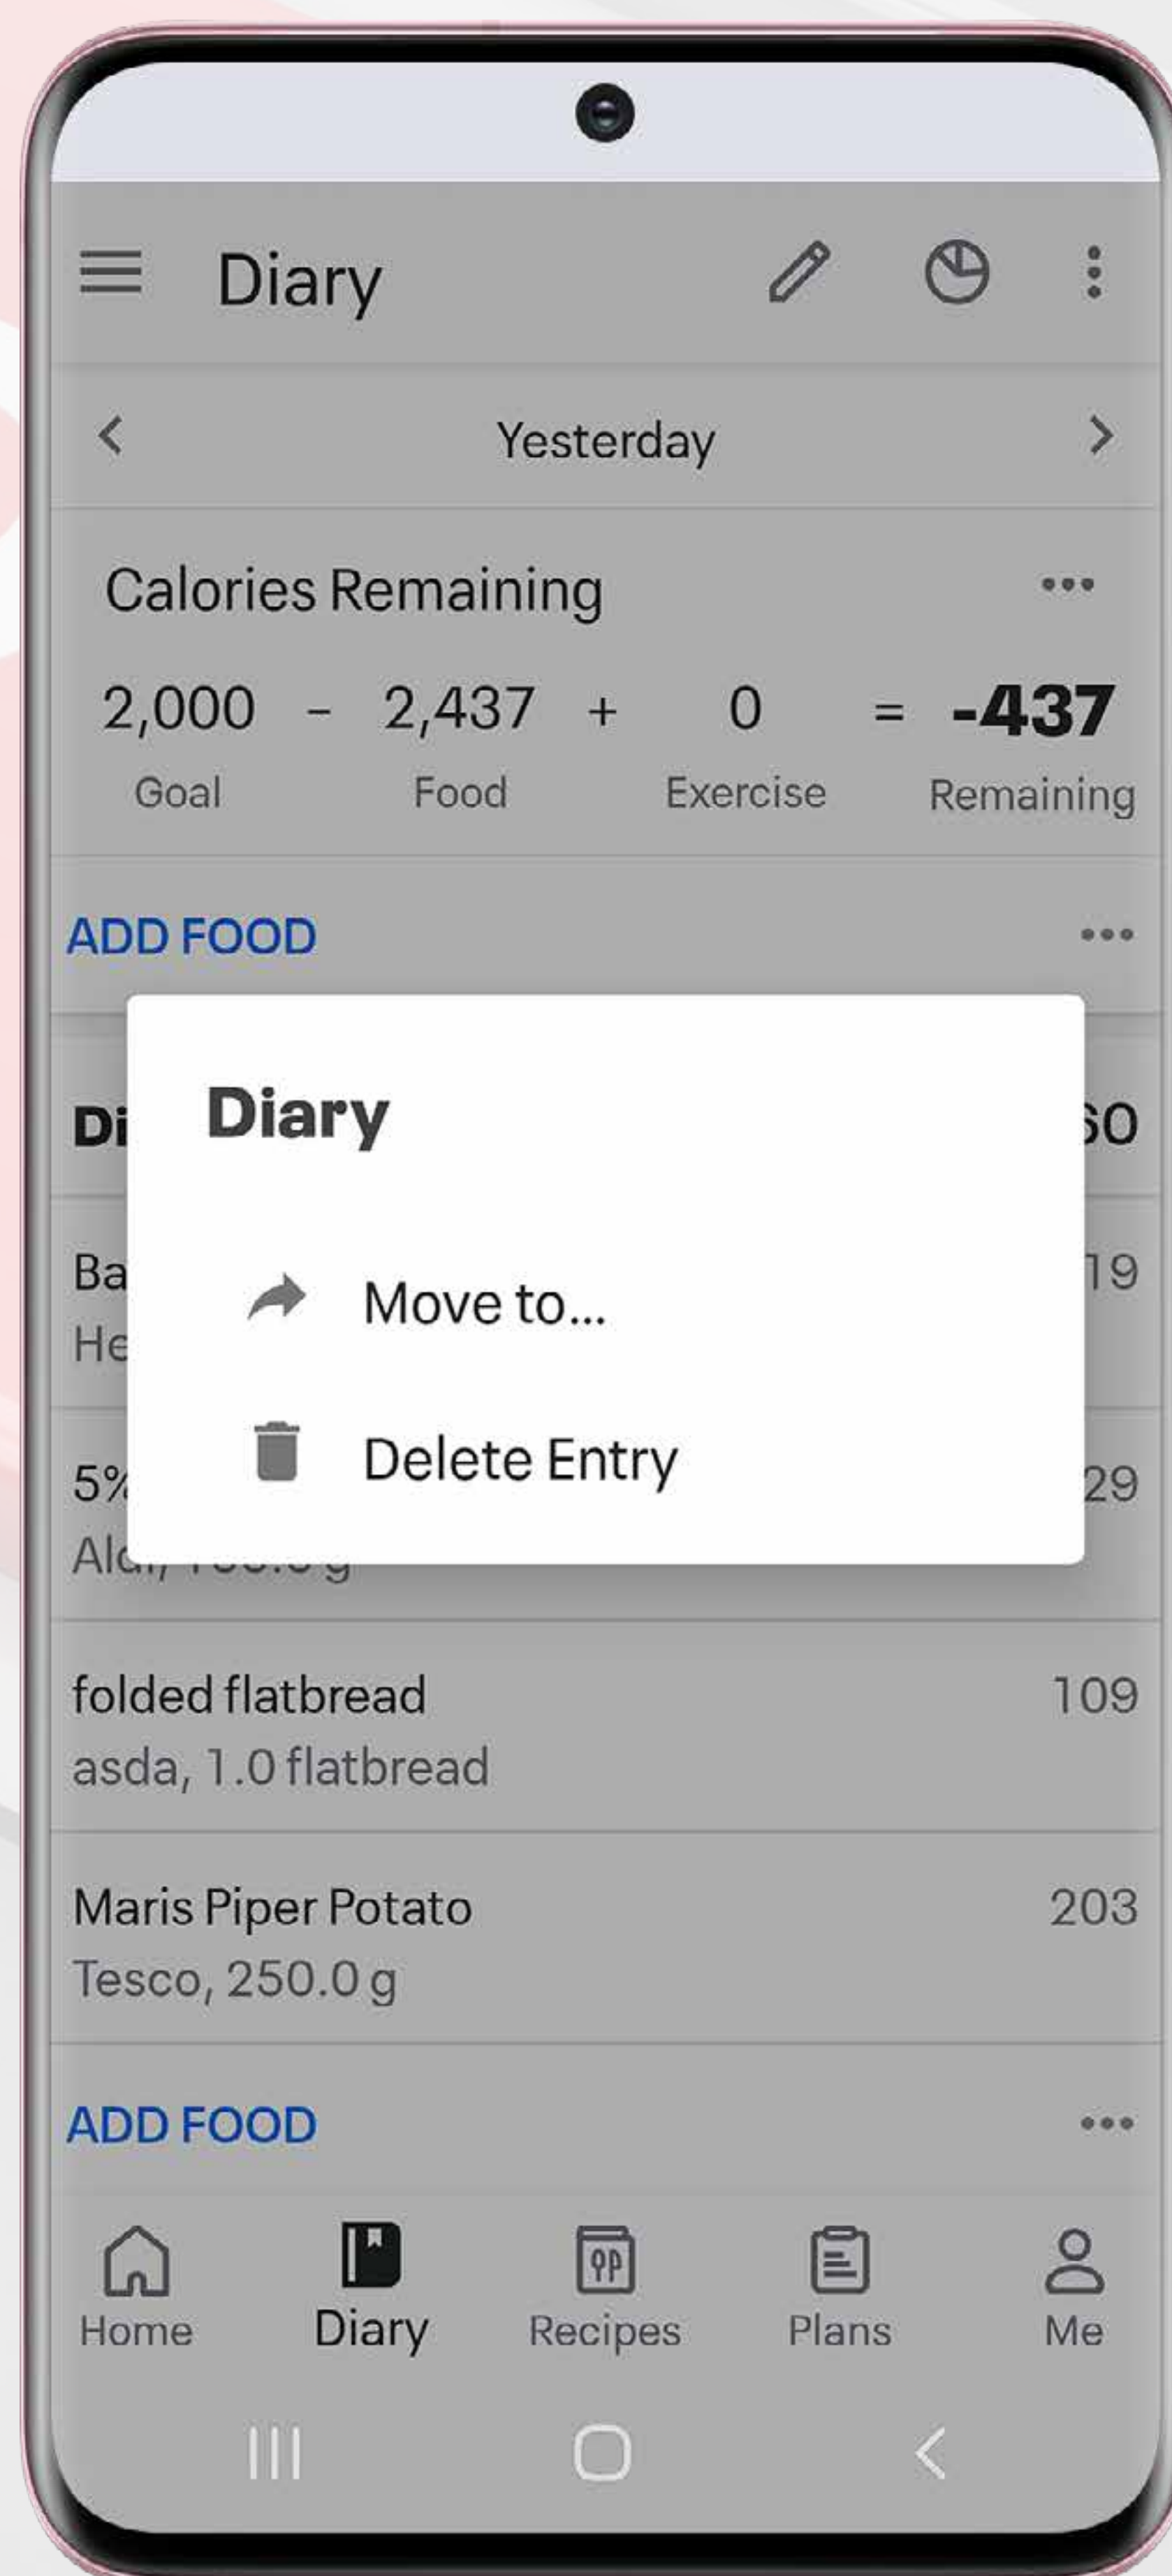 Diary
Yesterday
Calories Remaining
2,000 - 2,437 + 0 = -437
Goal Food Exercise Remaining
ADD FOOD
Diary
Move to...
Delete Entry
folded flatbread 109
asda, 1.0 flatbread
Maris Piper Potato 203
Tesco, 250.0 g
ADD FOOD
Home Diary Recipes Plans Me